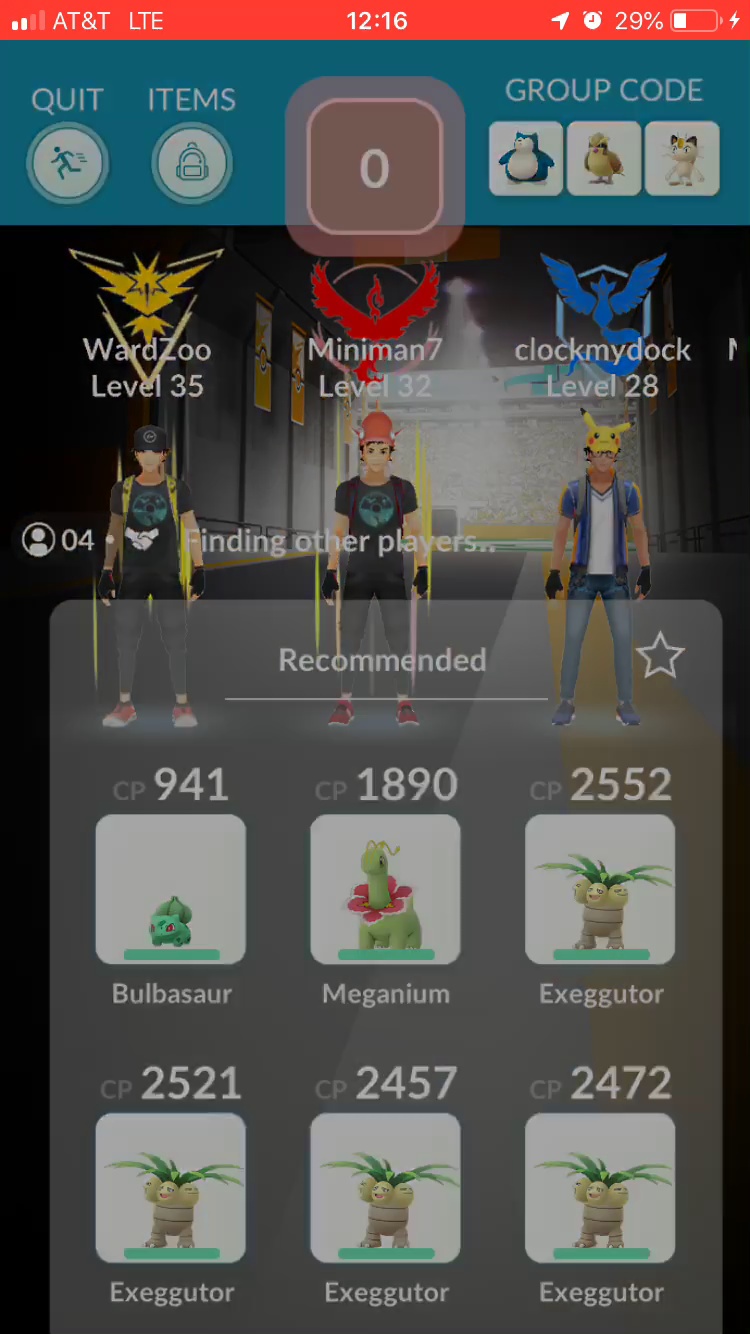 AT&T LTE 12:16 29%
QUIT ITEMS GROUP CODE
0
WardZoo Miniman7 clockmydock
Level 35 Level 32 Level 28
04 Finding other players..
Recommended
CP 941 CP 1890 CP 2552
Bulbasaur Meganium Exeggutor
CP 2521 CP 2457 CP 2472
Exeggutor Exeggutor Exeggutor